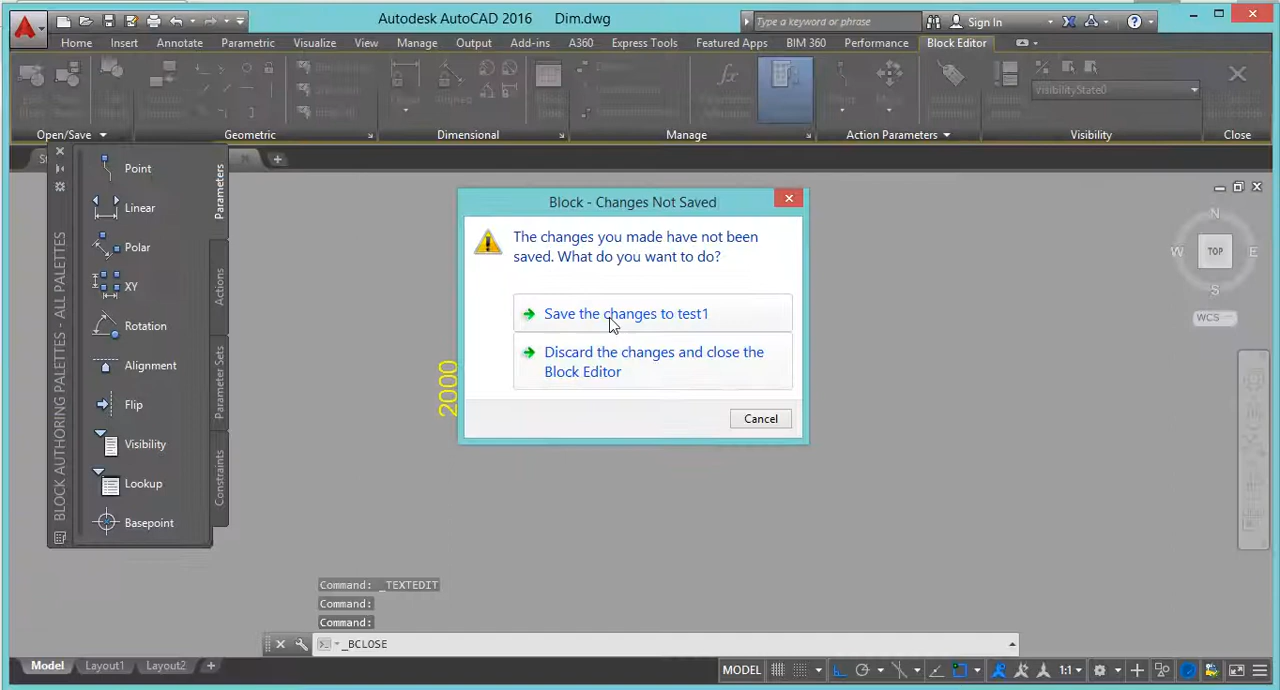 Autodesk AutoCAD 2016 Dim.dwg
Type a keyword or phrase
Sign In
Home Insert Annotate Parametric Visualize View Manage Output Add-ins A360 Express Tools Featured Apps BIM 360 Performance Block Editor
fx
VisibilityState0
Open/Save Geometric Dimensional Manage Action Parameters Visibility Close
Point
Linear
Polar
XY
Rotation
Alignment
Flip
Visibility
Lookup
Basepoint
Parameters
Actions
Parameter Sets
Constraints
BLOCK AUTHORING PALETTES - ALL PALETTES
2000
Block - Changes Not Saved
The changes you made have not been
saved. What do you want to do?
Save the changes to test1
Discard the changes and close the
Block Editor
Cancel
N
W TOP E
S
WCS
Command: _TEXTEDIT
Command:
Command:
_BCLOSE
Model Layout1 Layout2 +
MODEL 1:1